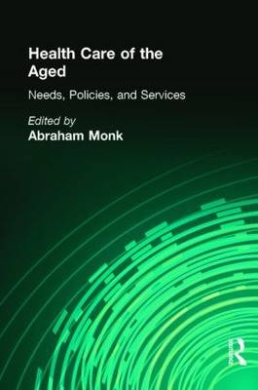 Health Care of the
Aged
Needs, Policies, and Services
Edited by
Abraham Monk
R